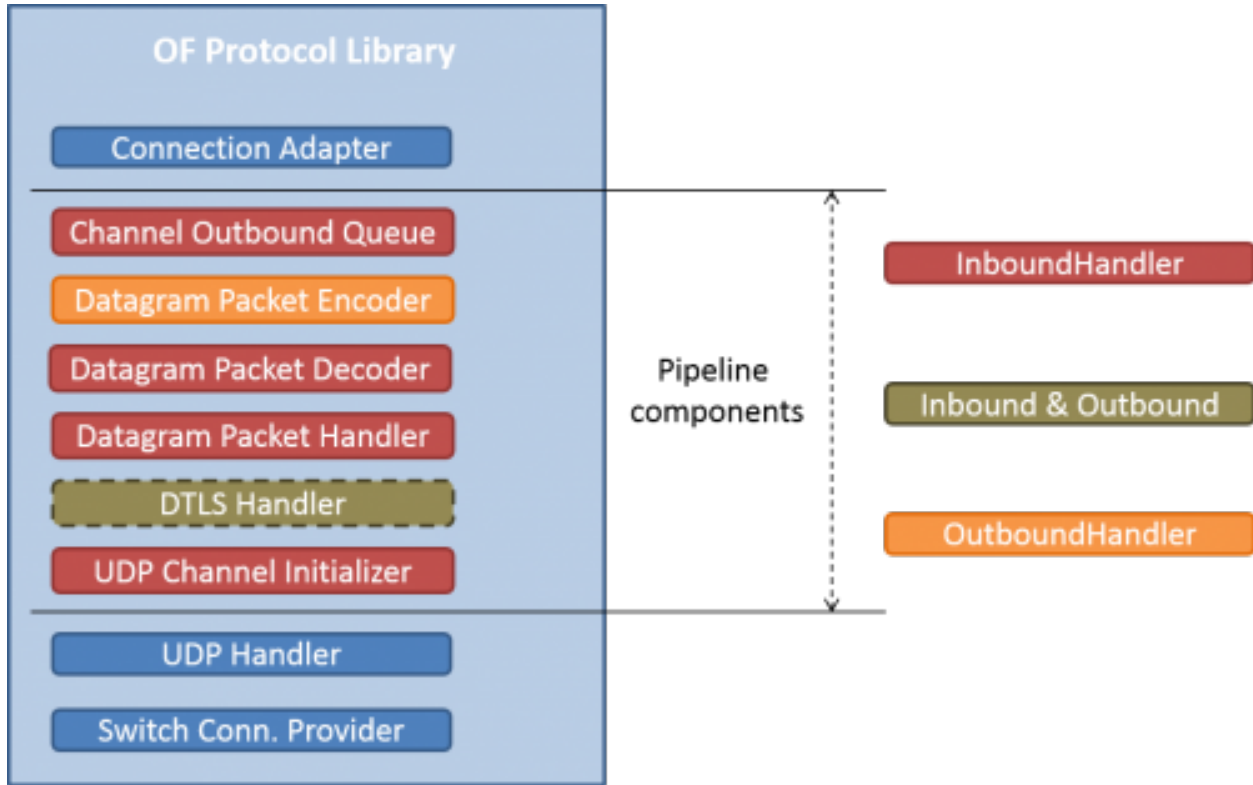 OF Protocol Library
Connection Adapter
Channel Outbound Queue
Datagram Packet Encoder
Datagram Packet Decoder
Datagram Packet Handler
DTLS Handler
UDP Channel Initializer
UDP Handler
Switch Conn. Provider
Pipeline
components
InboundHandler
Inbound & Outbound
OutboundHandler